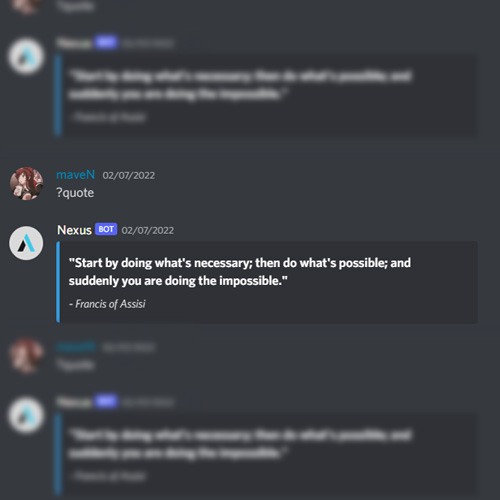 ?quote
Nexus BOT
"Start by doing what's necessary; then do what's possible; and
suddenly you are doing the impossible."
- Francis of Assisi
maveN 02/07/2022
?quote
Nexus BOT 02/07/2022
"Start by doing what's necessary; then do what's possible; and
suddenly you are doing the impossible."
- Francis of Assisi
maveN
?quote
Nexus BOT
"Start by doing what's necessary; then do what's possible; and
suddenly you are doing the impossible."
- Francis of Assisi